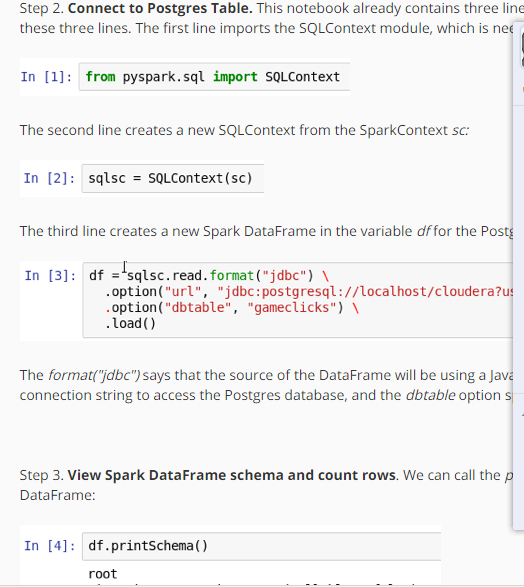 Step 2. Connect to Postgres Table. This notebook already contains three line
these three lines. The first line imports the SQLContext module, which is
In [1]: from pyspark.sql import SQLContext
The second line creates a new SQLContext from the SparkContext sc:
In [2]: sqlsc = SQLContext(sc)
The third line creates a new Spark DataFrame in the variable df for the
In [3]: df = sqlsc.read.format("jdbc") \
.option("url", "jdbc:postgresql://localhost/cloudera?us
.option("dbtable", "gameclicks") \
.load()
The format("jdbc") says that the source of the DataFrame will be using a
connection string to access the Postgres database, and the dbtable option
Step 3. View Spark DataFrame schema and count rows. We can call the p
DataFrame:
In [4]: df.printSchema()
root